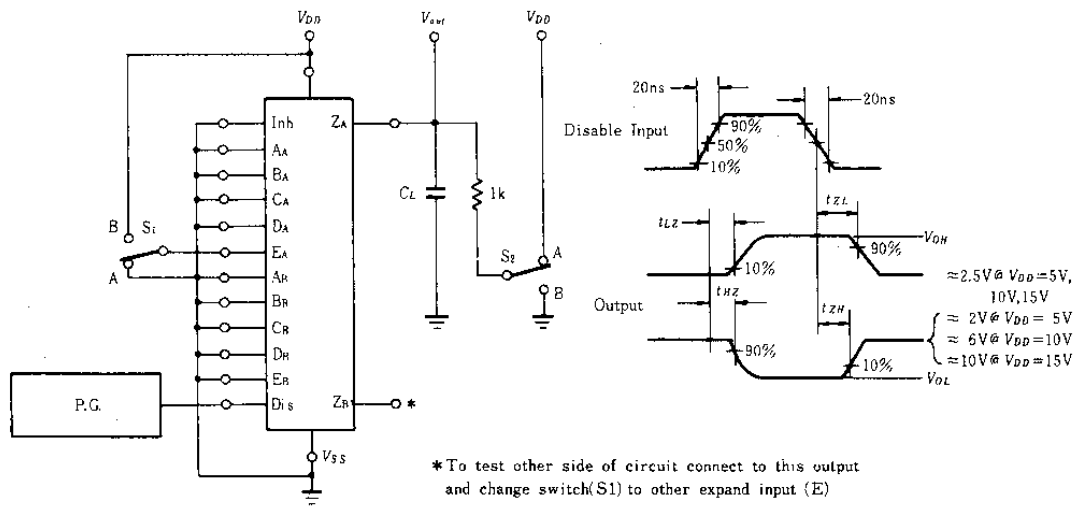 VDD
Vout
VDD
B
S1
A
Inh
AA
BA
CA
DA
EA
AB
BB
CB
DB
EB
Dis
ZA
ZB
*
VSS
P.G.
CL
1k
S2
A
B
20ns
20ns
Disable Input
90%
50%
10%
tZL
tLZ
VOH
90%
10%
≈2.5V@ VDD=5V,
10V,15V
Output
tHZ
tZH
90%
10%
VOL
≈ 2V@ VDD= 5V
≈ 6V@ VDD=10V
≈10V@ VDD=15V
*To test other side of circuit connect to this output
and change switch(S1) to other expand input (E)